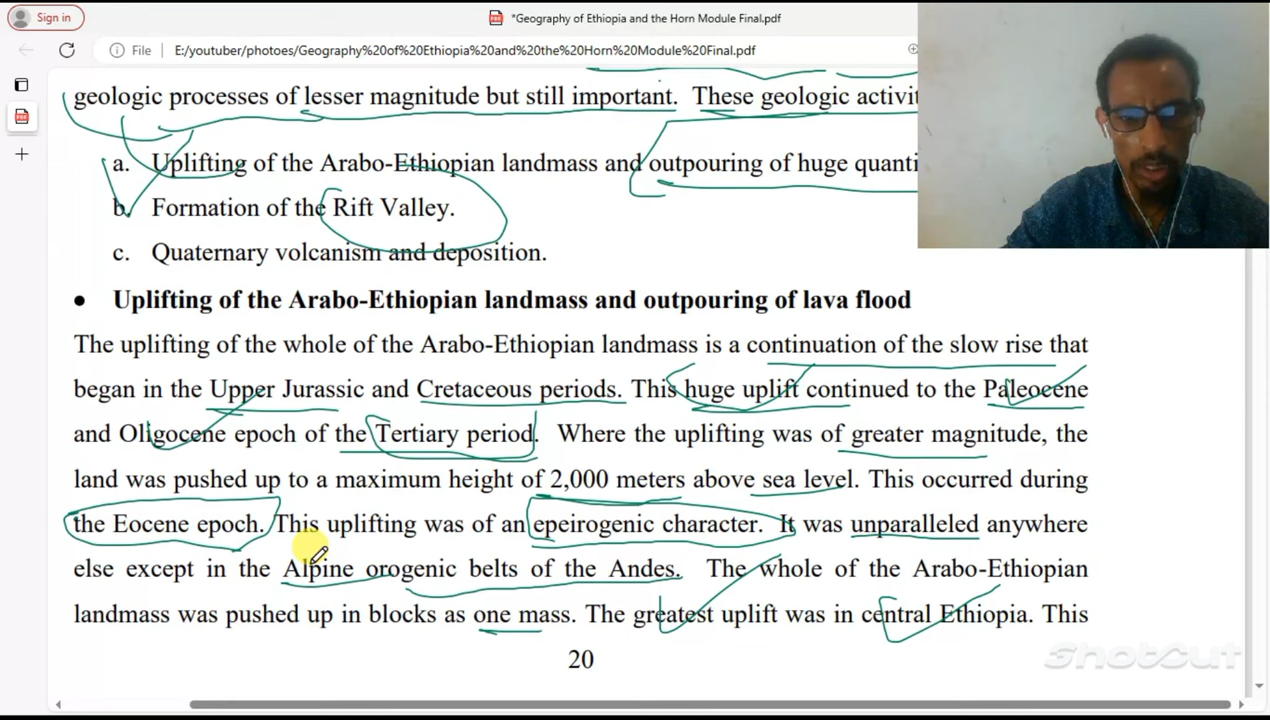 Sign in
*Geography of Ethiopia and the Horn Module Final.pdf
File E:/youtuber/photoes/Geography%20of%20Ethiopia%20and%20the%20Horn%20Module%20Final.pdf
geologic processes of lesser magnitude but still important. These geologic activit
a. Uplifting of the Arabo-Ethiopian landmass and outpouring of huge quanti
b. Formation of the Rift Valley.
c. Quaternary volcanism and deposition.
• Uplifting of the Arabo-Ethiopian landmass and outpouring of lava flood
The uplifting of the whole of the Arabo-Ethiopian landmass is a continuation of the slow rise that
began in the Upper Jurassic and Cretaceous periods. This huge uplift continued to the Paleocene
and Oligocene epoch of the Tertiary period. Where the uplifting was of greater magnitude, the
land was pushed up to a maximum height of 2,000 meters above sea level. This occurred during
the Eocene epoch. This uplifting was of an epeirogenic character. It was unparalleled anywhere
else except in the Alpine orogenic belts of the Andes. The whole of the Arabo-Ethiopian
landmass was pushed up in blocks as one mass. The greatest uplift was in central Ethiopia. This
20
Shotcut